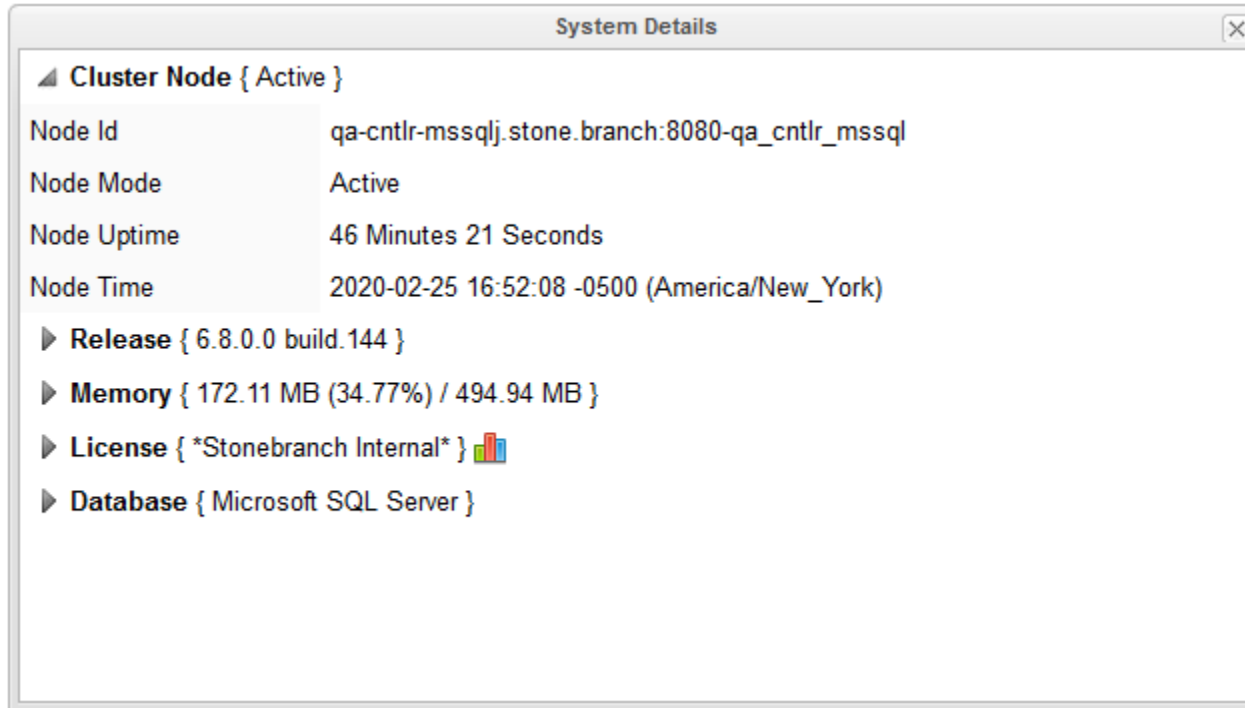 System Details
Cluster Node { Active }
Node Id qa-cntlr-mssqlj.stone.branch:8080-qa_cntlr_mssql
Node Mode Active
Node Uptime 46 Minutes 21 Seconds
Node Time 2020-02-25 16:52:08 -0500 (America/New_York)
Release { 6.8.0.0 build.144 }
Memory { 172.11 MB (34.77%) / 494.94 MB }
License { *Stonebranch Internal* }
Database { Microsoft SQL Server }